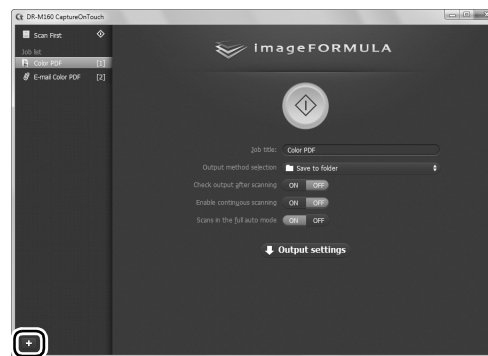 DR-M160 CaptureOnTouch
Scan First
Job list
Color PDF [1]
E-mail Color PDF [2]
imageFORMULA
Job title: Color PDF
Output method selection Save to folder
Check output after scanning ON OFF
Enable continuous scanning ON OFF
Scans in the full auto mode ON OFF
Output settings
+